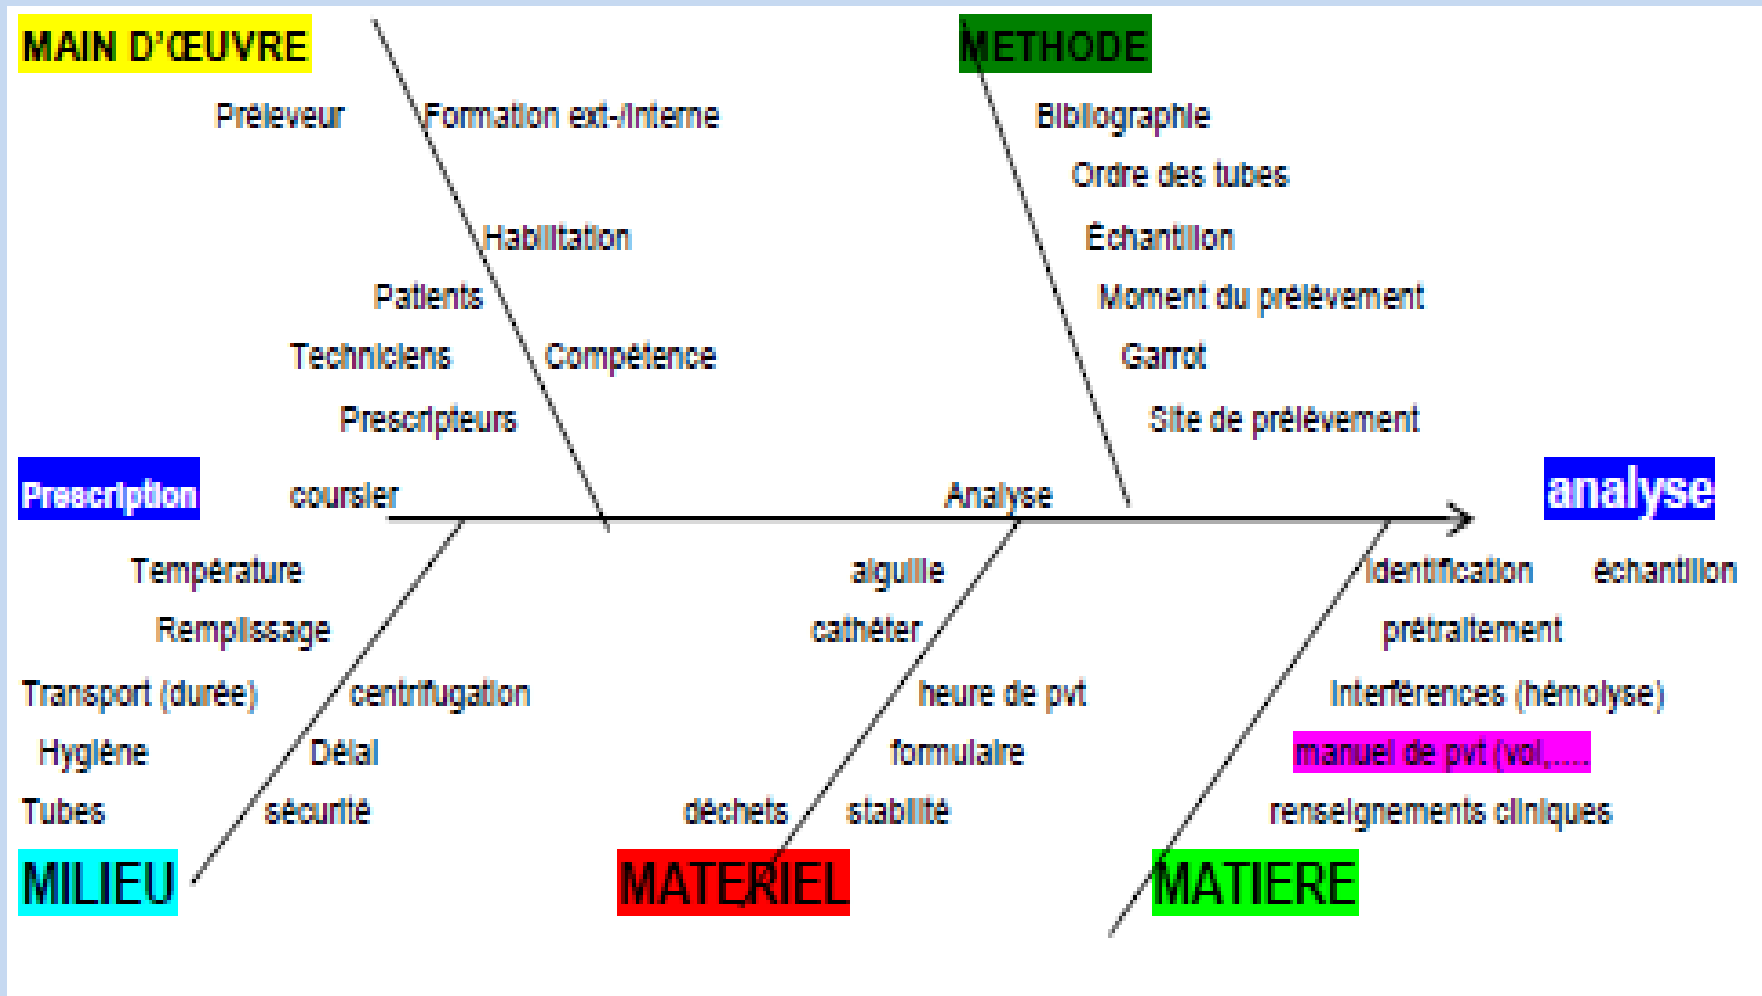 MAIN D'ŒUVRE METHODE
Préleveur Formation ext-/interne Bibliographie
Ordre des tubes
Habilitation Échantillon
Patients Moment du prélèvement
Techniciens Compétence Garrot
Prescripteurs Site de prélèvement
Prescription coursier Analyse analyse
Température aiguille identification échantillon
Remplissage cathéter prétraitement
Transport (durée) centrifugation heure de pvt interférences (hémolyse)
Hygiène Délai formulaire manuel de pvt (vol,....
Tubes sécurité déchets stabilité renseignements cliniques
MILIEU MATERIEL MATIERE